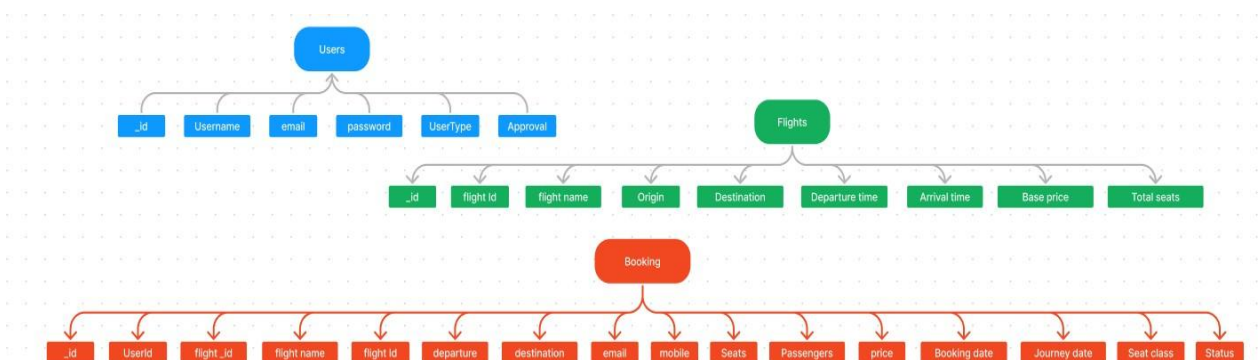 Users
_id
Username
email
password
UserType
Approval
Flights
_id
flight Id
flight name
Origin
Destination
Departure time
Arrival time
Base price
Total seats
Booking
_id
UserId
flight _id
flight name
flight Id
departure
destination
email
mobile
Seats
Passengers
price
Booking date
Journey date
Seat class
Status